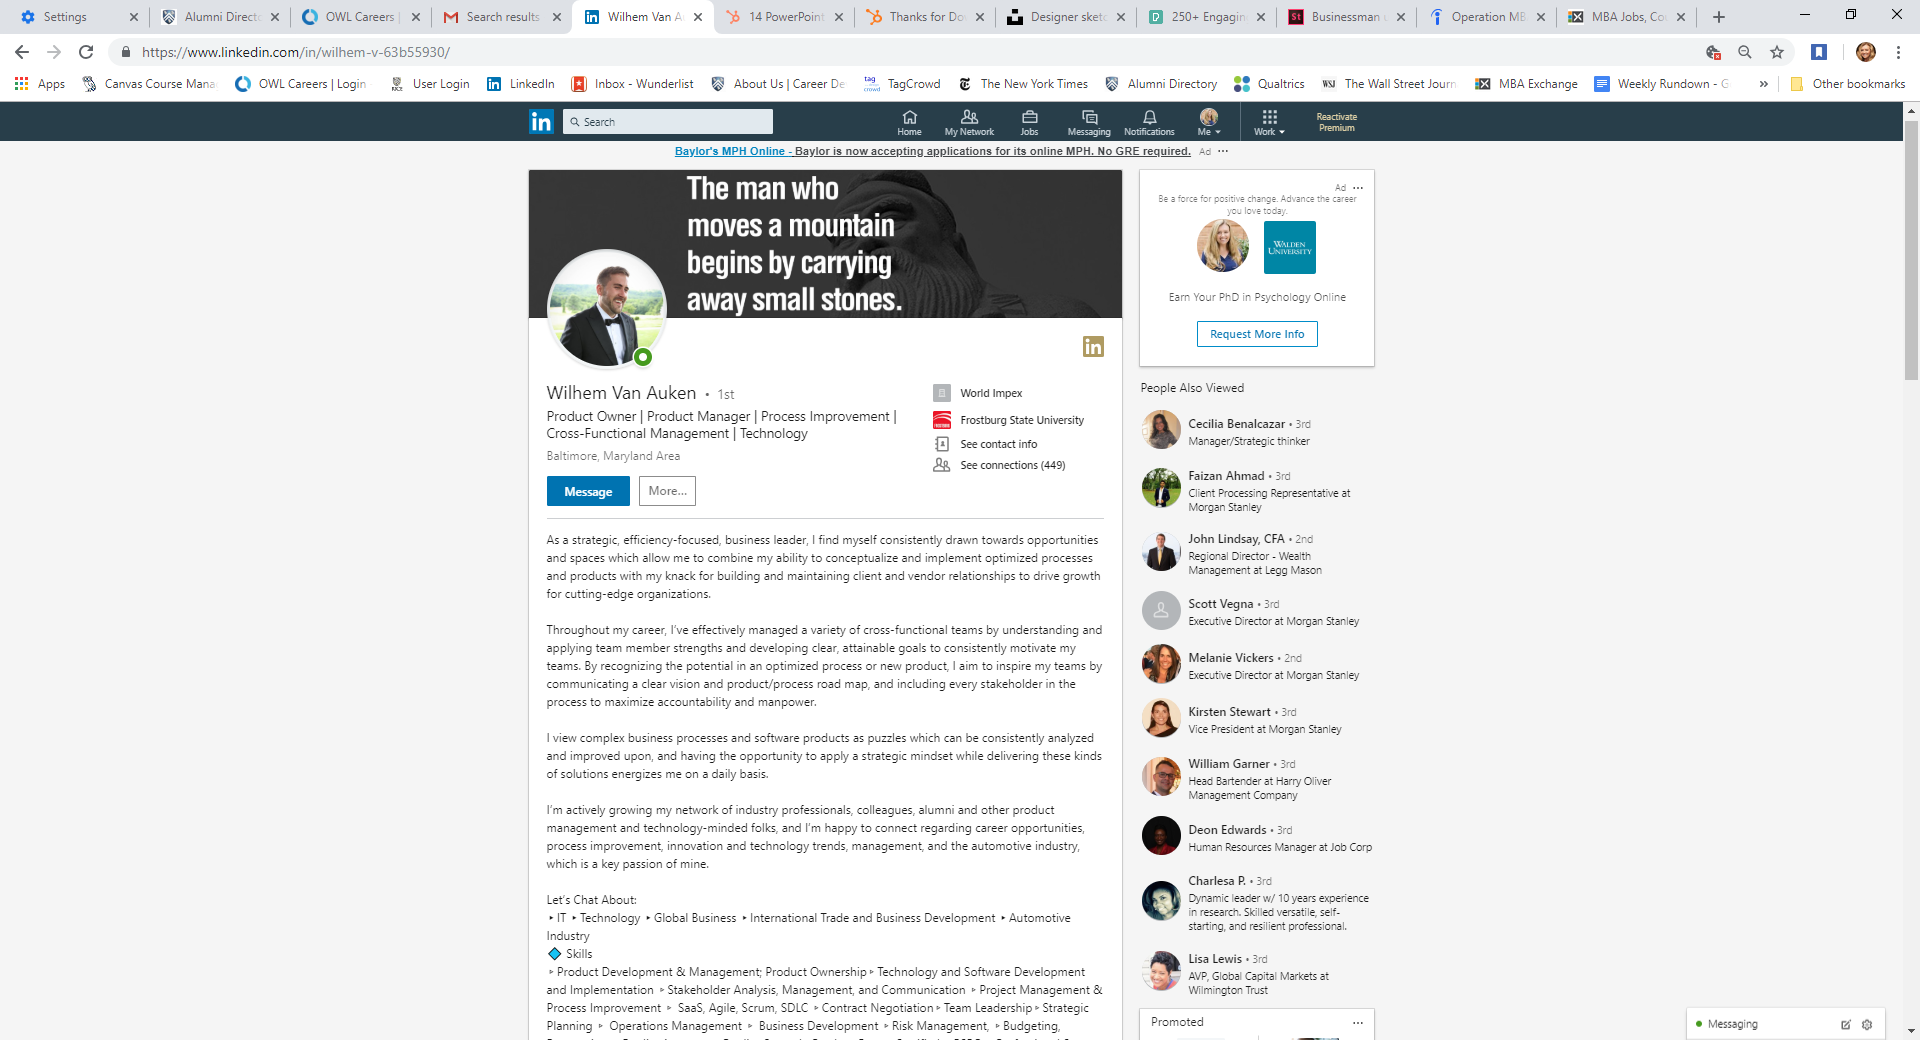 Settings
Alumni Directo
OWL Careers |
Search results
Wilhem Van A
14 PowerPoint
Thanks for Do
Designer sket
250+ Engagin
Businessman
Operation MB
MBA Jobs, Co
https://www.linkedin.com/in/wilhem-v-63b55930/
Apps
Canvas Course Mana
OWL Careers | Login
User Login
LinkedIn
Inbox - Wunderlist
About Us | Career De
TagCrowd
The New York Times
Alumni Directory
Qualtrics
The Wall Street Journ
MBA Exchange
Weekly Rundown - G
Other bookmarks
in
Search
Home
My Network
Jobs
Messaging
Notifications
Me
Work
Reactivate
Premium
Baylor's MPH Online - Baylor is now accepting applications for its online MPH. No GRE required. Ad ···
The man who
moves a mountain
begins by carrying
away small stones.
in
Wilhem Van Auken • 1st
Product Owner | Product Manager | Process Improvement |
Cross-Functional Management | Technology
Baltimore, Maryland Area
Message
More...
World Impex
Frostburg State University
See contact info
See connections (449)
As a strategic, efficiency-focused, business leader, I find myself consistently drawn towards opportunities
and spaces which allow me to combine my ability to conceptualize and implement optimized processes
and products with my knack for building and maintaining client and vendor relationships to drive growth
for cutting-edge organizations.
Throughout my career, I've effectively managed a variety of cross-functional teams by understanding and
applying team member strengths and developing clear, attainable goals to consistently motivate my
teams. By recognizing the potential in an optimized process or new product, I aim to inspire my teams by
communicating a clear vision and product/process road map, and including every stakeholder in the
process to maximize accountability and manpower.
I view complex business processes and software products as puzzles which can be consistently analyzed
and improved upon, and having the opportunity to apply a strategic mindset while delivering these kinds
of solutions energizes me on a daily basis.
I'm actively growing my network of industry professionals, colleagues, alumni and other product
management and technology-minded folks, and I'm happy to connect regarding career opportunities,
process improvement, innovation and technology trends, management, and the automotive industry,
which is a key passion of mine.
Let's Chat About:
‣ IT ‣ Technology ‣ Global Business ‣ International Trade and Business Development ‣ Automotive
Industry
🔷 Skills
▹ Product Development & Management; Product Ownership ▹ Technology and Software Development
and Implementation ▹ Stakeholder Analysis, Management, and Communication ▹ Project Management &
Process Improvement ▹ SaaS, Agile, Scrum, SDLC ▹ Contract Negotiation ▹ Team Leadership ▹ Strategic
Planning ▹ Operations Management ▹ Business Development ▹ Risk Management, ▹ Budgeting,
Ad ···
Be a force for positive change. Advance the career
you love today.
WALDEN
UNIVERSITY
Earn Your PhD in Psychology Online
Request More Info
People Also Viewed
Cecilia Benalcazar • 3rd
Manager/Strategic thinker
Faizan Ahmad • 3rd
Client Processing Representative at
Morgan Stanley
John Lindsay, CFA • 2nd
Regional Director - Wealth
Management at Legg Mason
Scott Vegna • 3rd
Executive Director at Morgan Stanley
Melanie Vickers • 2nd
Executive Director at Morgan Stanley
Kirsten Stewart • 3rd
Vice President at Morgan Stanley
William Garner • 3rd
Head Bartender at Harry Oliver
Management Company
Deon Edwards • 3rd
Human Resources Manager at Job Corp
Charlesa P. • 3rd
Dynamic leader w/ 10 years experience
in research. Skilled versatile, self-
starting, and resilient professional.
Lisa Lewis • 3rd
AVP, Global Capital Markets at
Wilmington Trust
Promoted ···
Messaging